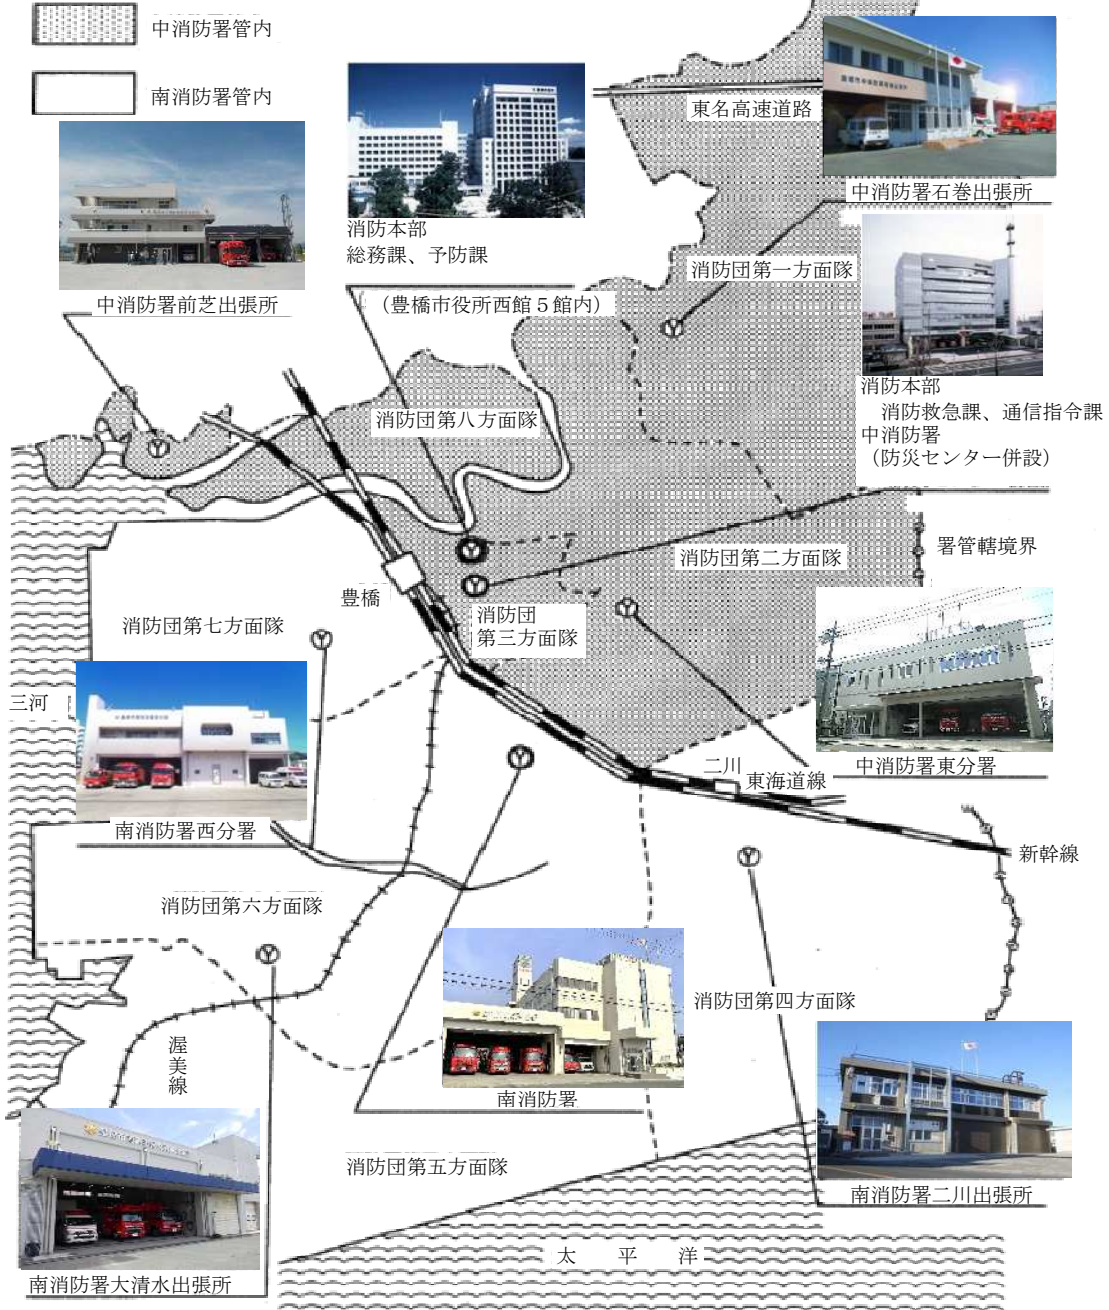 中消防署管内
南消防署管内
東名高速道路
中消防署石巻出張所
消防本部
総務課、予防課
消防団第一方面隊
中消防署前芝出張所
（豊橋市役所西館５館内）
消防本部
消防救急課、通信指令課
中消防署
（防災センター併設）
消防団第八方面隊
署管轄境界
消防団第二方面隊
豊橋
消防団
第三方面隊
消防団第七方面隊
三河
二川
東海道線
中消防署東分署
南消防署西分署
新幹線
消防団第六方面隊
消防団第四方面隊
渥美線
南消防署
消防団第五方面隊
南消防署二川出張所
太平洋
南消防署大清水出張所